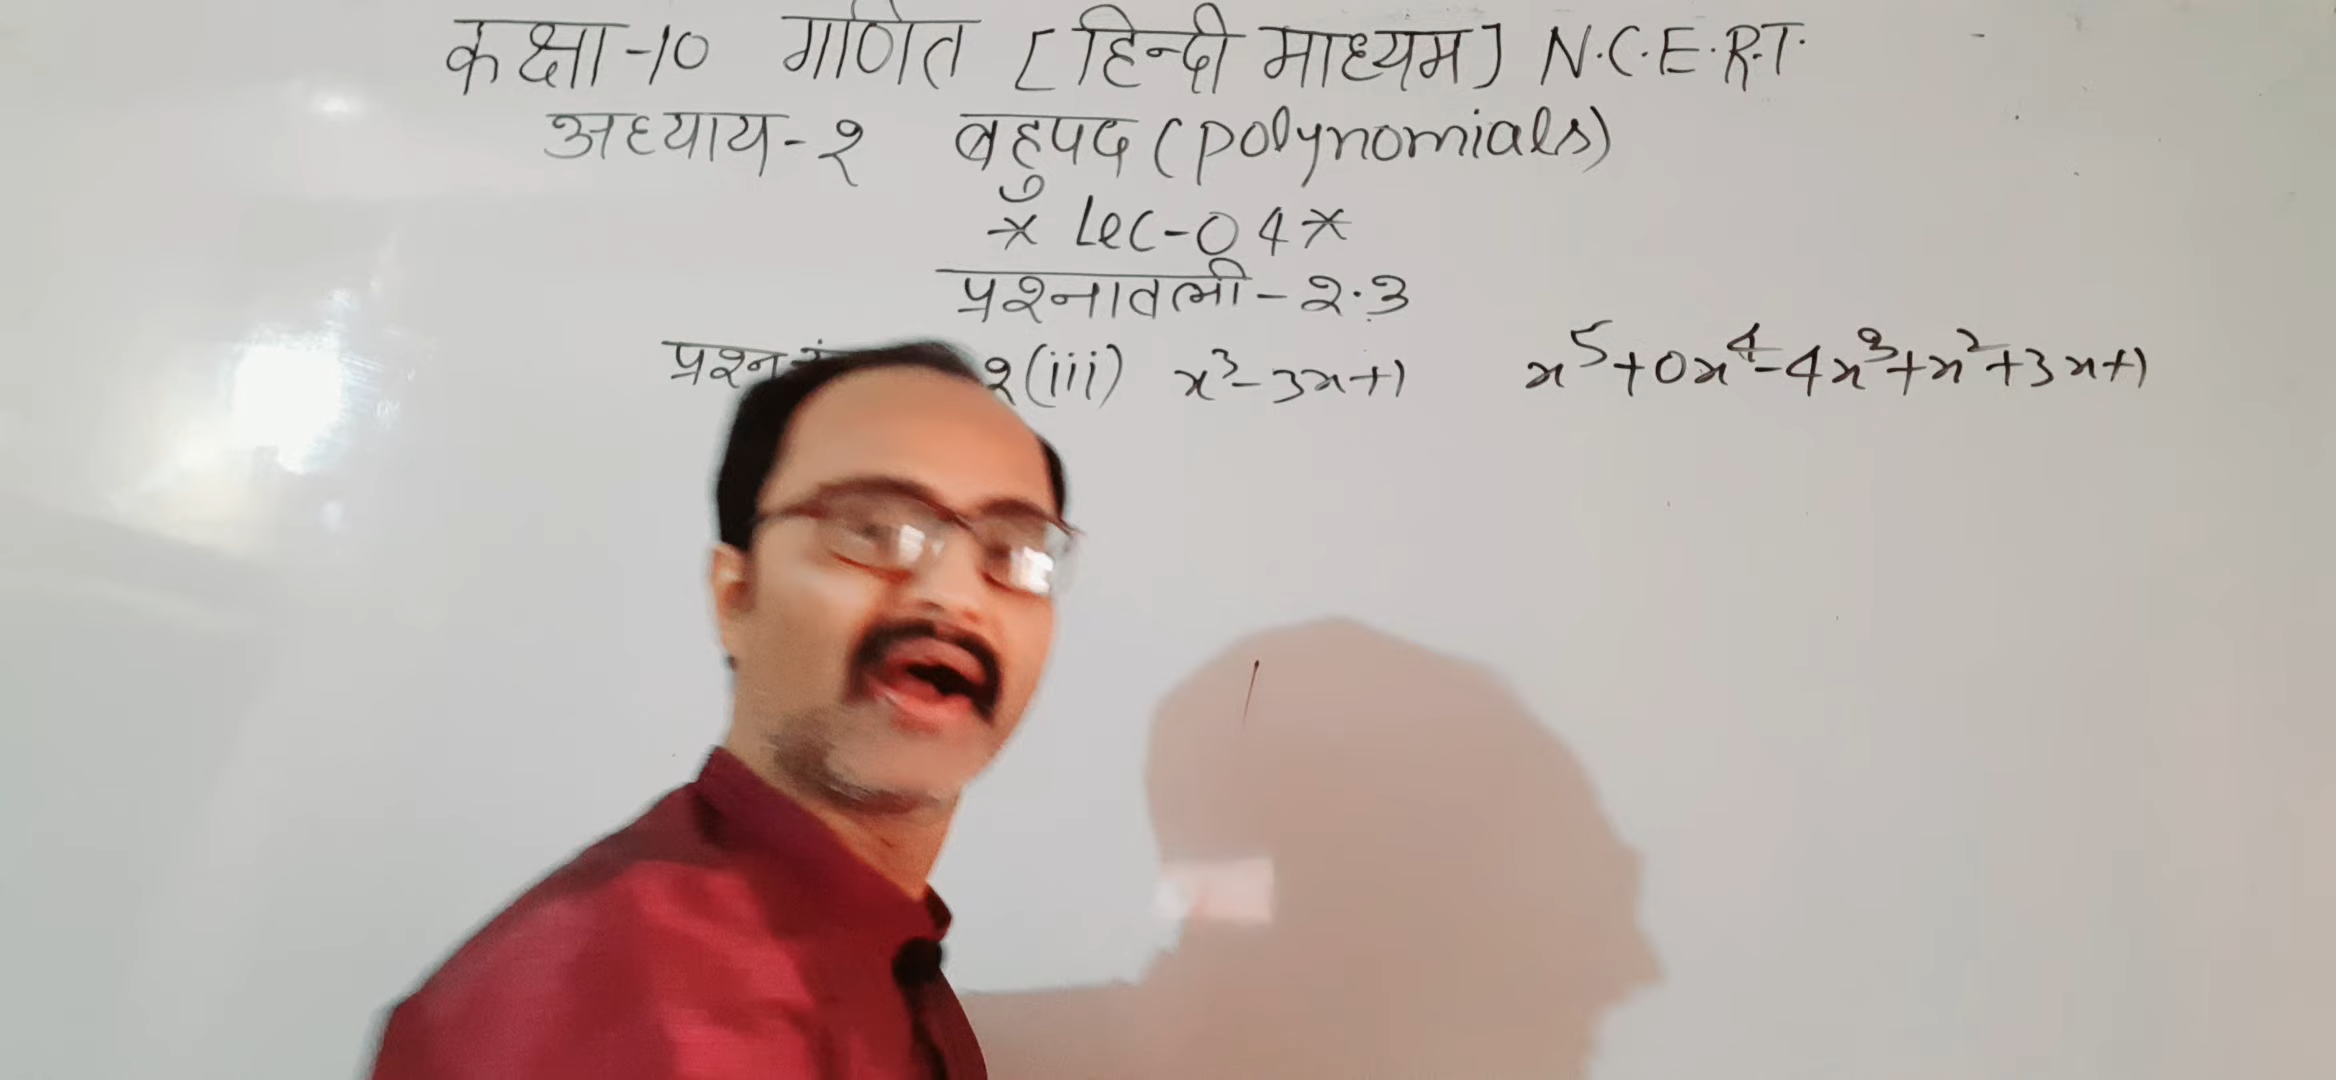 कक्षा-10 गणित [हिन्दी माध्यम] N.C.E.R.T.
अध्याय-२ बहुपद (polynomials)
* Lec-04 *
प्रश्नावली-२.३
प्रश्न २(iii) x³-3x+1 x⁵+0x⁴-4x³+x²+3x+1